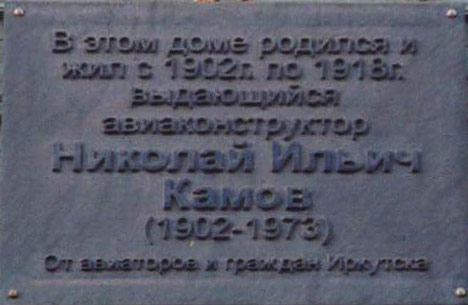 В этом доме родился и
жил с 1902г. по 1918г.
выдающийся
авиаконструктор
Николай Ильич
Камов
(1902-1973)
От авиаторов и граждан Иркутска